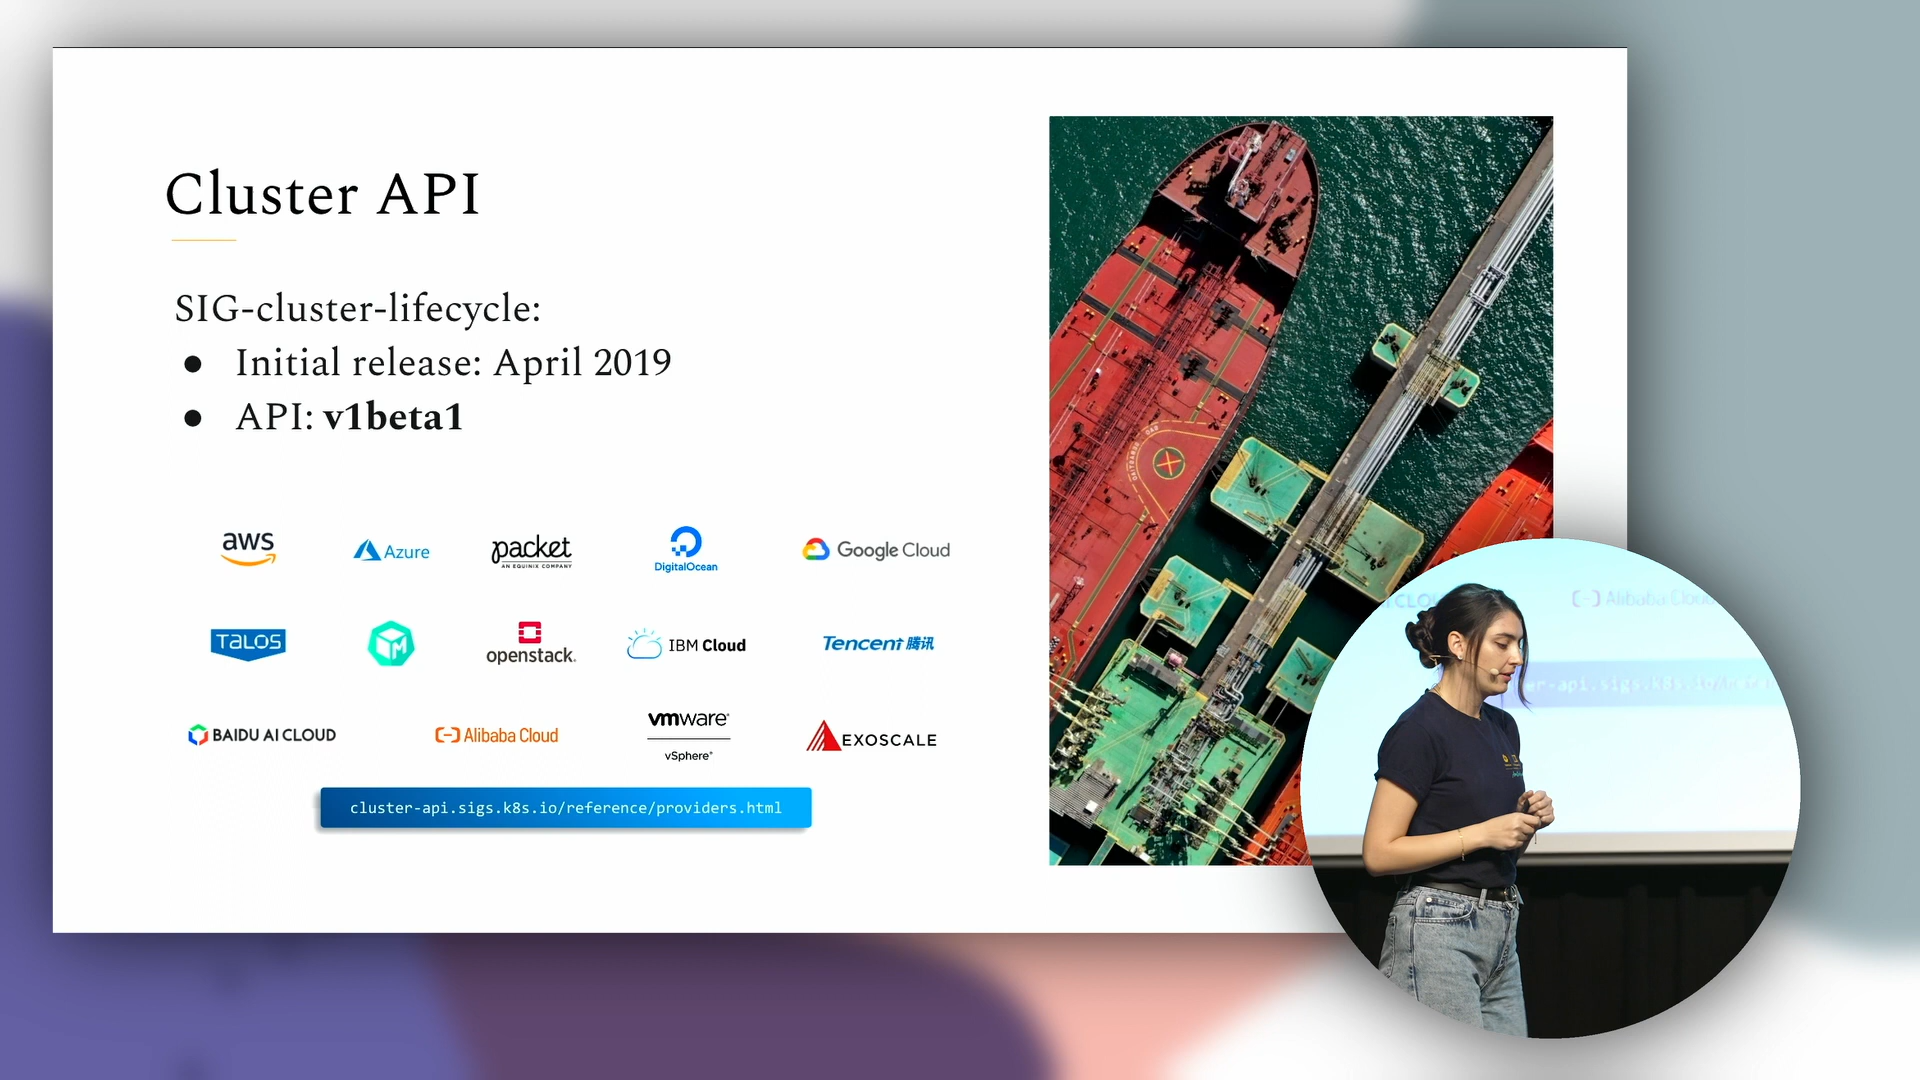 Cluster API
SIG-cluster-lifecycle:
● Initial release: April 2019
● API: v1beta1
aws
Azure
packet
AN EQUINIX COMPANY
DigitalOcean
Google Cloud
TALOS
M
openstack.
IBM Cloud
Tencent 腾讯
BAIDU AI CLOUD
Alibaba Cloud
vmware®
vSphere®
EXOSCALE
cluster-api.sigs.k8s.io/reference/providers.html
Alibaba Cloud